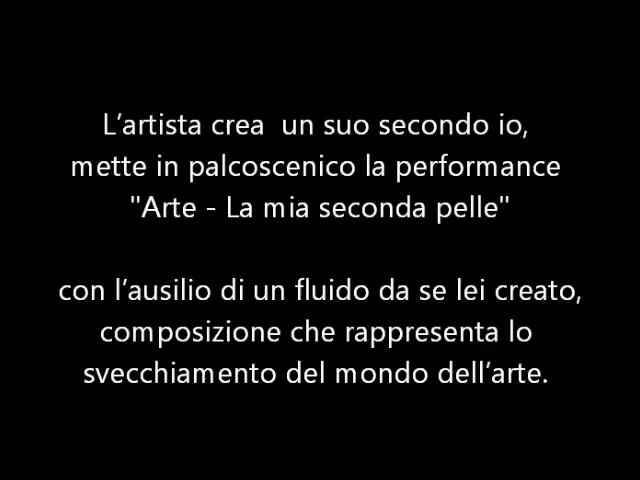 L’artista crea  un suo secondo io,
mette in palcoscenico la performance
"Arte - La mia seconda pelle"
con l’ausilio di un fluido da se lei creato,
composizione che rappresenta lo
svecchiamento del mondo dell’arte.